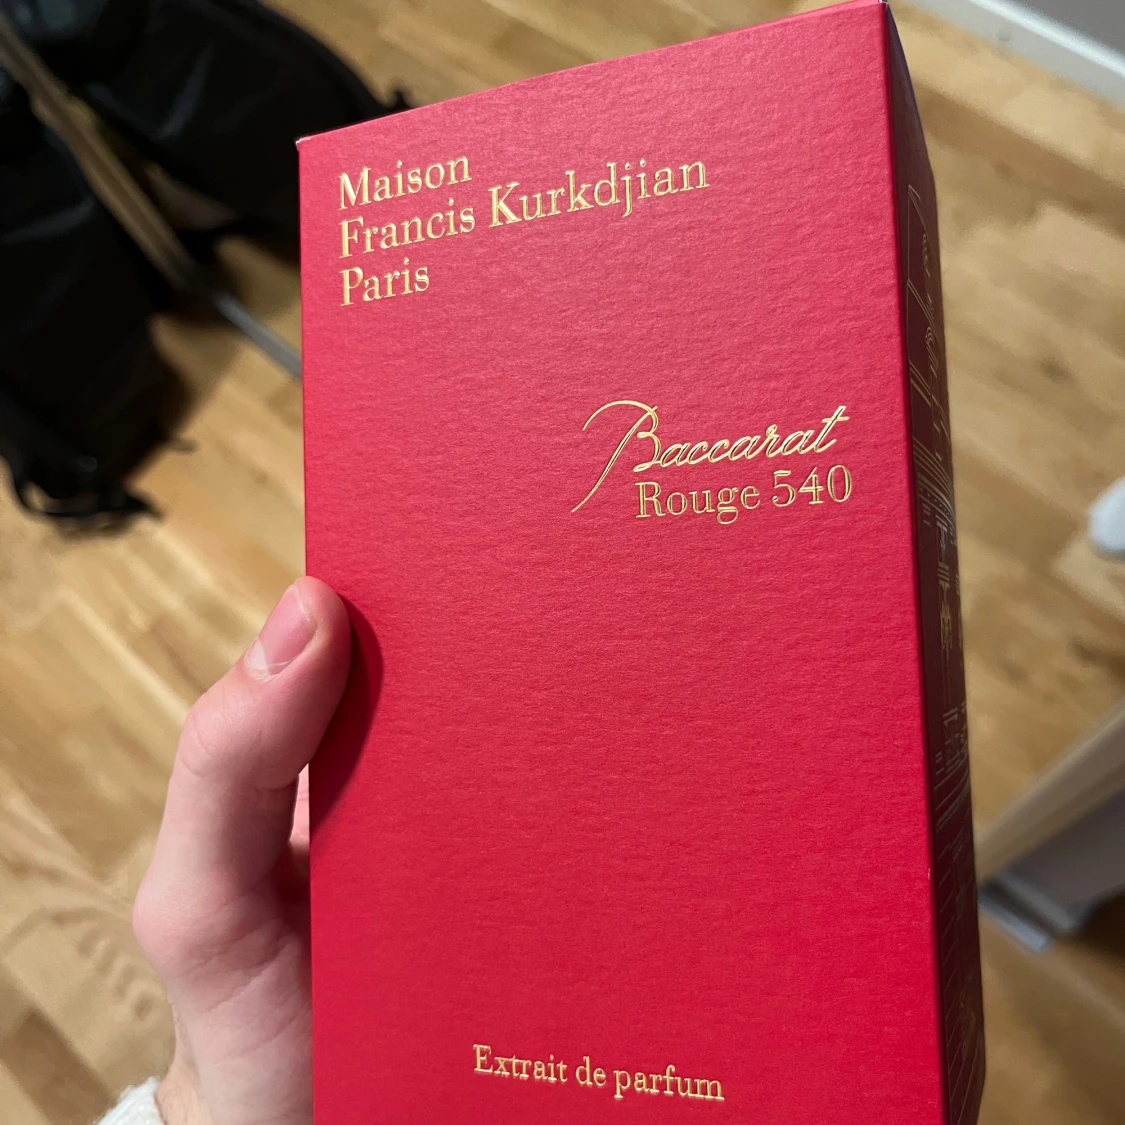 Maison
Francis Kurkdjian
Paris
Baccarat
Rouge 540
Extrait de parfum